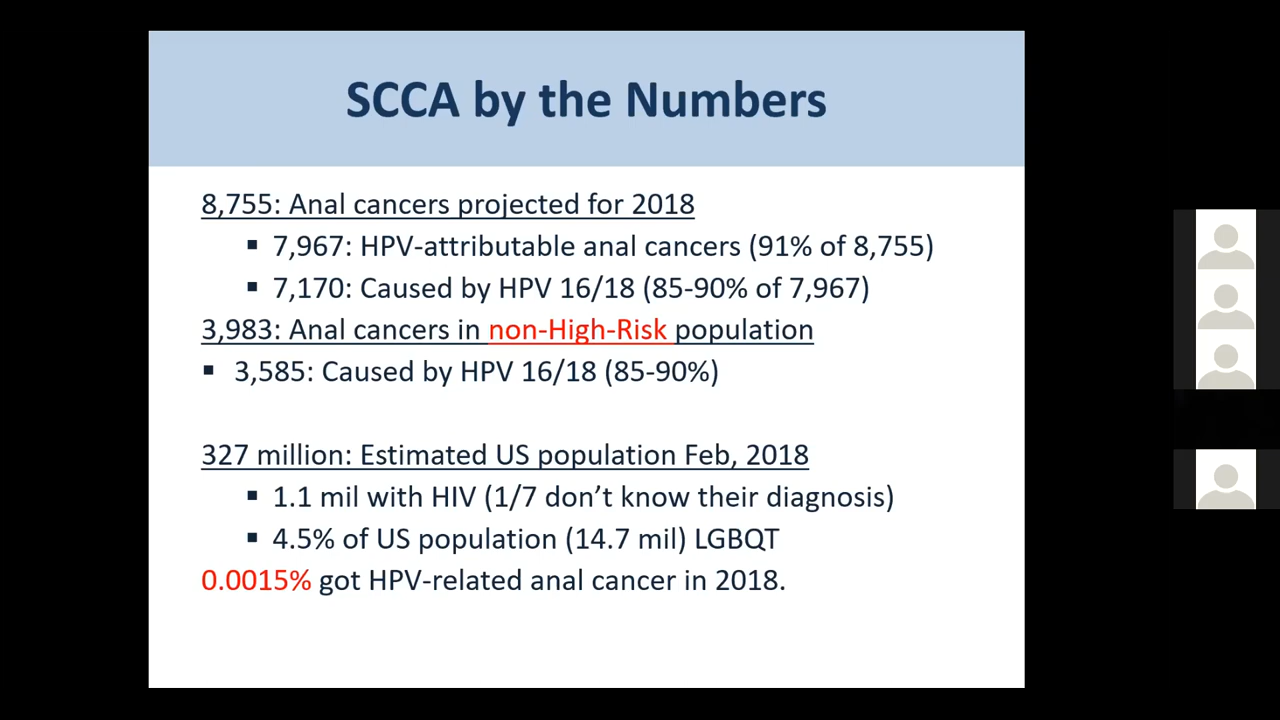 SCCA by the Numbers
8,755: Anal cancers projected for 2018
▪ 7,967: HPV-attributable anal cancers (91% of 8,755)
▪ 7,170: Caused by HPV 16/18 (85-90% of 7,967)
3,983: Anal cancers in non-High-Risk population
▪ 3,585: Caused by HPV 16/18 (85-90%)
327 million: Estimated US population Feb, 2018
▪ 1.1 mil with HIV (1/7 don’t know their diagnosis)
▪ 4.5% of US population (14.7 mil) LGBQT
0.0015% got HPV-related anal cancer in 2018.